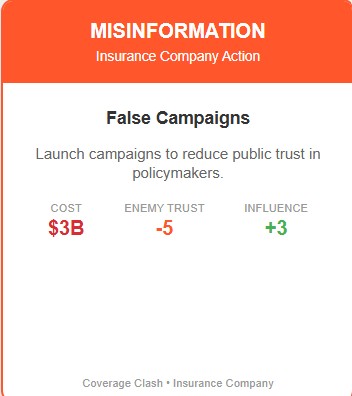 MISINFORMATION
Insurance Company Action
False Campaigns
Launch campaigns to reduce public trust in
policymakers.
COST ENEMY TRUST INFLUENCE
$3B -5 +3
Coverage Clash • Insurance Company